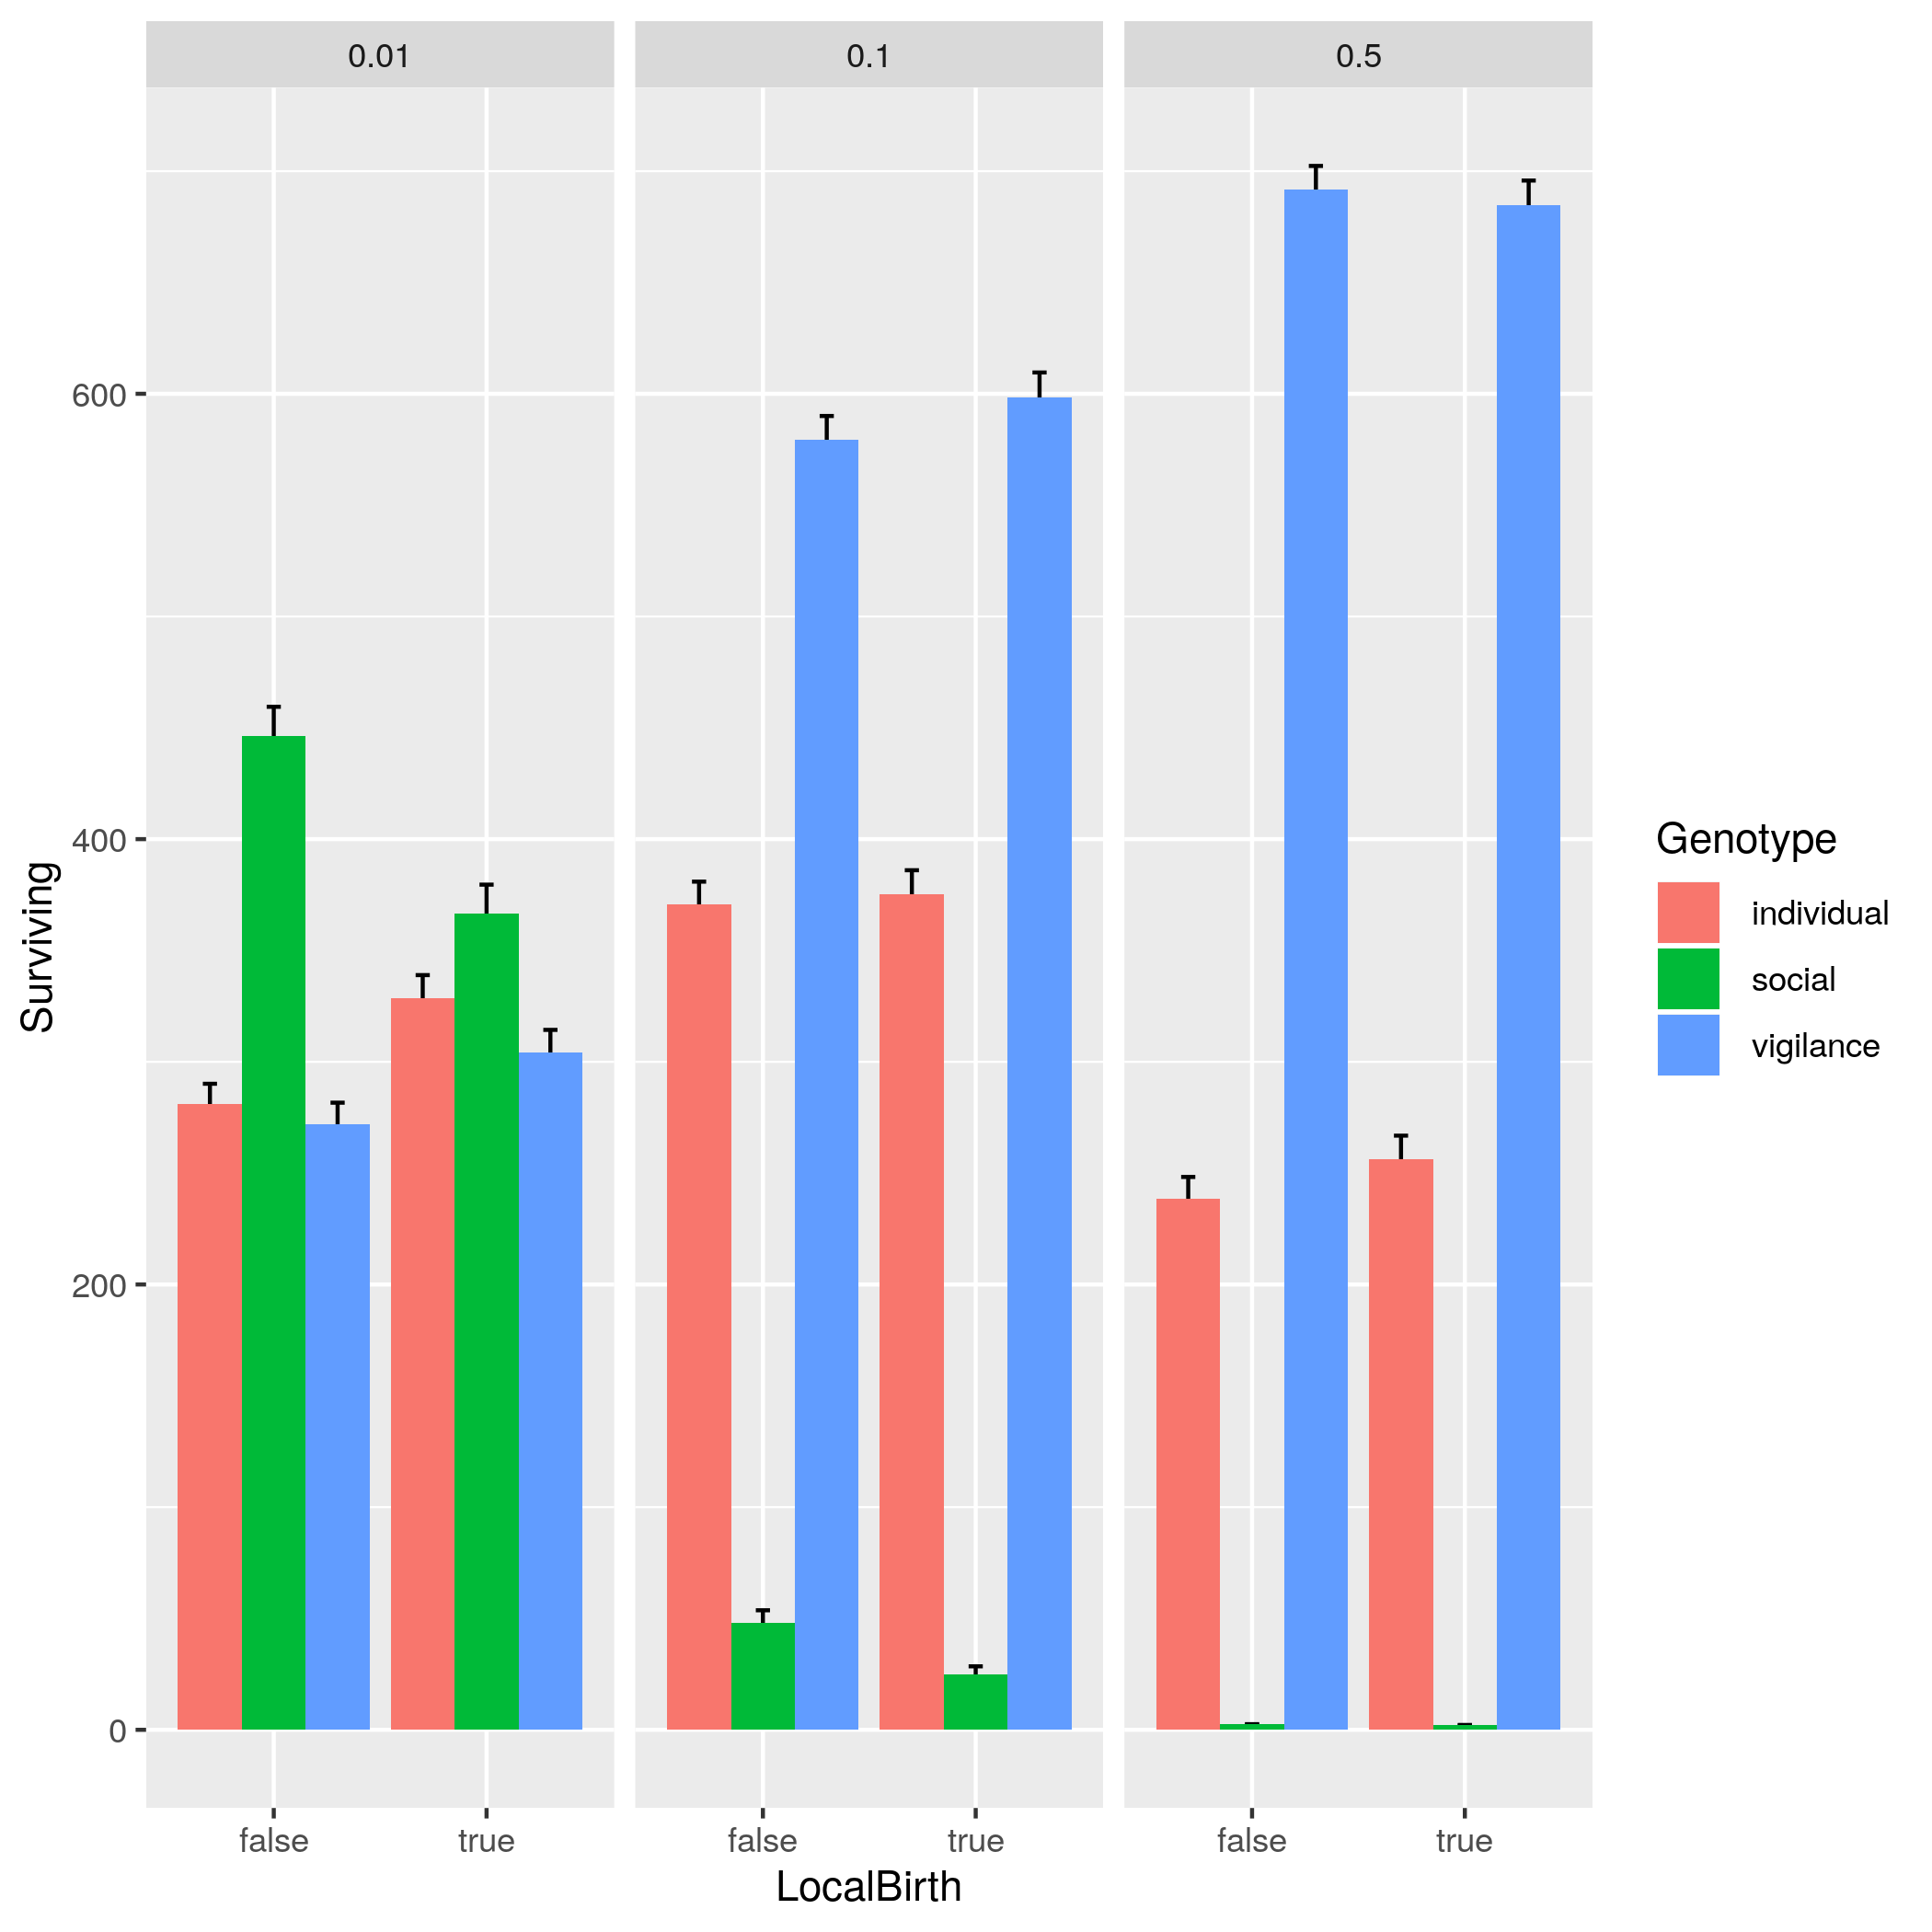 0.01
0.1
0.5
Surviving
600
400
200
0
false
true
false
true
false
true
LocalBirth
Genotype
individual
social
vigilance